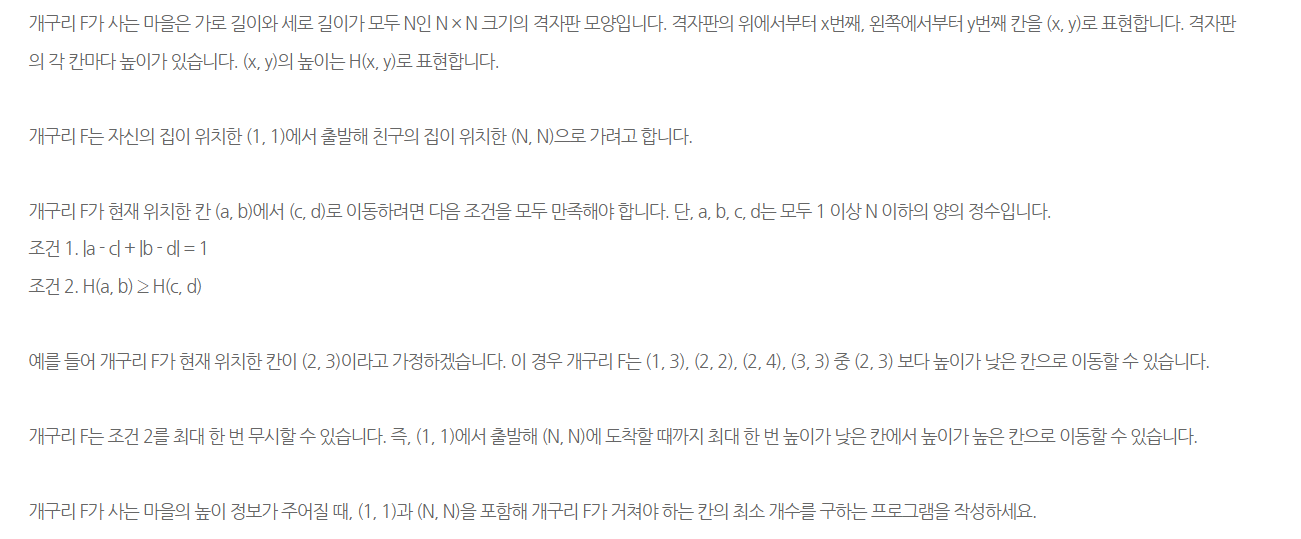 개구리 F가 사는 마을은 가로 길이와 세로 길이가 모두 N인 N × N 크기의 격자판 모양입니다. 격자판의 위에서부터 x번째, 왼쪽에서부터 y번째 칸을 (x, y)로 표현합니다. 격자판
의 각 칸마다 높이가 있습니다. (x, y)의 높이는 H(x, y)로 표현합니다.
개구리 F는 자신의 집이 위치한 (1, 1)에서 출발해 친구의 집이 위치한 (N, N)으로 가려고 합니다.
개구리 F가 현재 위치한 칸 (a, b)에서 (c, d)로 이동하려면 다음 조건을 모두 만족해야 합니다. 단, a, b, c, d는 모두 1 이상 N 이하의 양의 정수입니다.
조건 1. |a - c| + |b - d| = 1
조건 2. H(a, b) ≥ H(c, d)
예를 들어 개구리 F가 현재 위치한 칸이 (2, 3)이라고 가정하겠습니다. 이 경우 개구리 F는 (1, 3), (2, 2), (2, 4), (3, 3) 중 (2, 3) 보다 높이가 낮은 칸으로 이동할 수 있습니다.
개구리 F는 조건 2를 최대 한 번 무시할 수 있습니다. 즉, (1, 1)에서 출발해 (N, N)에 도착할 때까지 최대 한 번 높이가 낮은 칸에서 높이가 높은 칸으로 이동할 수 있습니다.
개구리 F가 사는 마을의 높이 정보가 주어질 때, (1, 1)과 (N, N)을 포함해 개구리 F가 거쳐야 하는 칸의 최소 개수를 구하는 프로그램을 작성하세요.